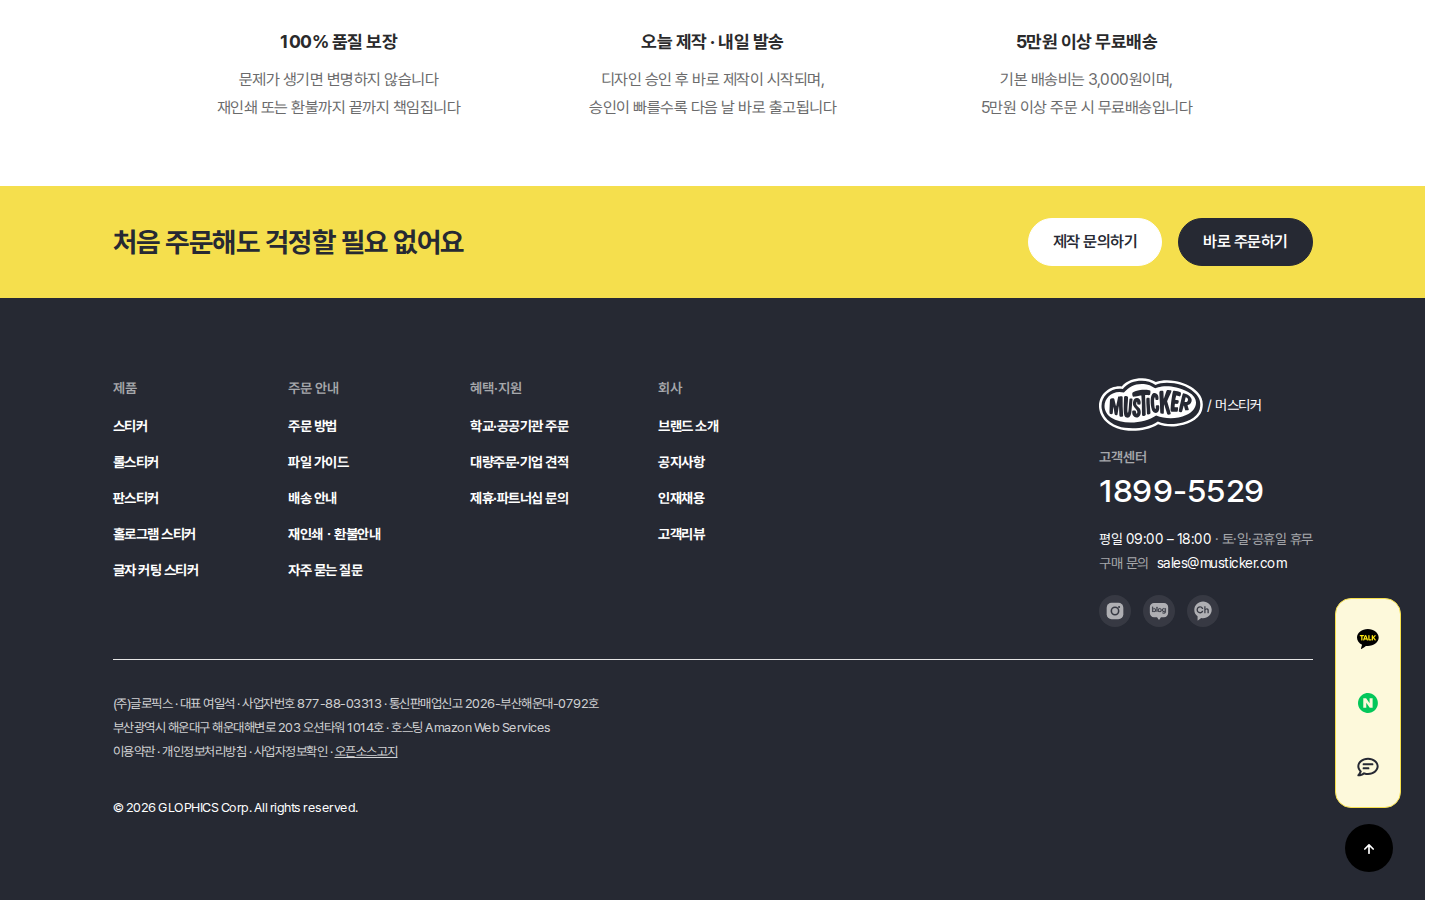 100% 품질 보장
문제가 생기면 변명하지 않습니다
재인쇄 또는 환불까지 끝까지 책임집니다
오늘 제작 · 내일 발송
디자인 승인 후 바로 제작이 시작되며,
승인이 빠를수록 다음 날 바로 출고됩니다
5만원 이상 무료배송
기본 배송비는 3,000원이며,
5만원 이상 주문 시 무료배송입니다
처음 주문해도 걱정할 필요 없어요
제작 문의하기
바로 주문하기
제품
스티커
롤스티커
판스티커
홀로그램 스티커
글자 커팅 스티커
주문 안내
주문 방법
파일 가이드
배송 안내
재인쇄 · 환불안내
자주 묻는 질문
혜택·지원
학교·공공기관 주문
대량주문·기업 견적
제휴·파트너십 문의
회사
브랜드 소개
공지사항
인재채용
고객리뷰
MUSTICKER / 머스티커
고객센터
1899-5529
평일 09:00 – 18:00 · 토·일·공휴일 휴무
구매 문의 sales@musticker.com
blog
Ch
TALK
N
(주)글로픽스 · 대표 여일석 · 사업자번호 877-88-03313 · 통신판매업신고 2026-부산해운대-0792호
부산광역시 해운대구 해운대해변로 203 오션타워 1014호 · 호스팅 Amazon Web Services
이용약관 · 개인정보처리방침 · 사업자정보확인 · 오픈소스고지
© 2026 GLOPHICS Corp. All rights reserved.